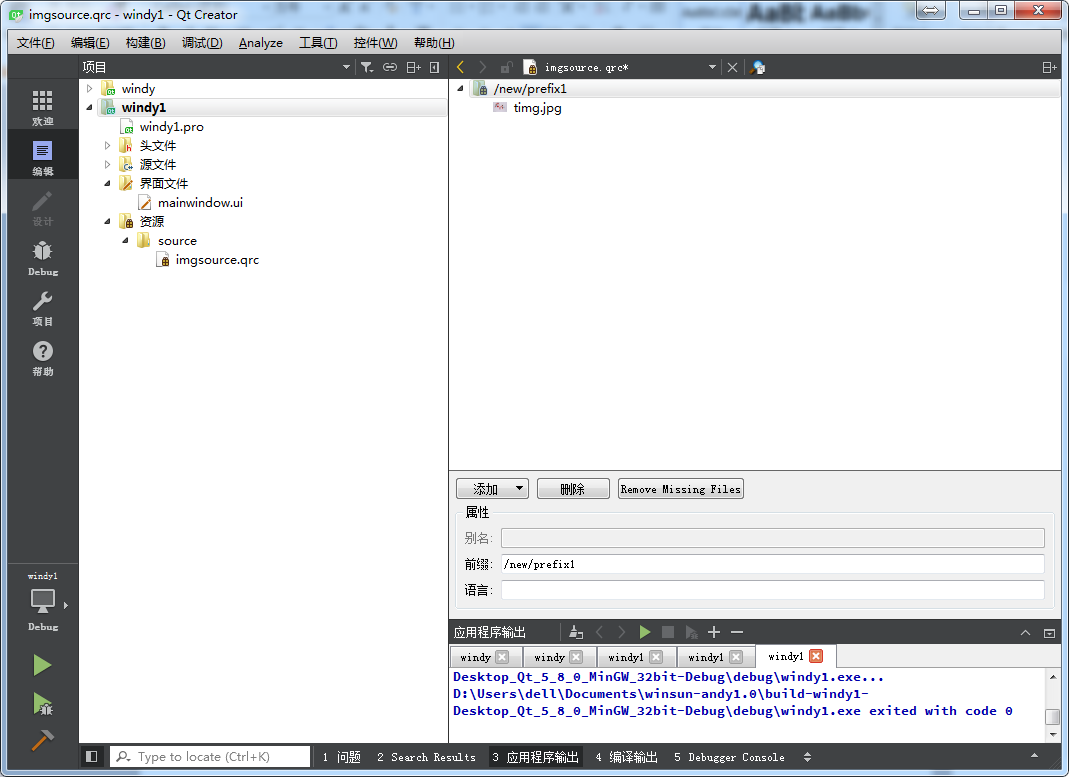 imgsource.qrc - windy1 - Qt Creator
文件(F) 编辑(E) 构建(B) 调试(D) Analyze 工具(T) 控件(W) 帮助(H)
项目
imgsource.qrc*
欢迎
编辑
设计
Debug
项目
帮助
windy
windy1
windy1.pro
头文件
源文件
界面文件
mainwindow.ui
资源
source
imgsource.qrc
/new/prefix1
timg.jpg
添加 删除 Remove Missing Files
属性
别名:
前缀: /new/prefix1
语言:
windy1
Debug
应用程序输出
windy windy windy1 windy1 windy1
Desktop_Qt_5_8_0_MinGW_32bit-Debug\debug\windy1.exe...
D:\Users\dell\Documents\winsun-andy1.0\build-windy1-
Desktop_Qt_5_8_0_MinGW_32bit-Debug\debug\windy1.exe exited with code 0
Type to locate (Ctrl+K) 1 问题 2 Search Results 3 应用程序输出 4 编译输出 5 Debugger Console